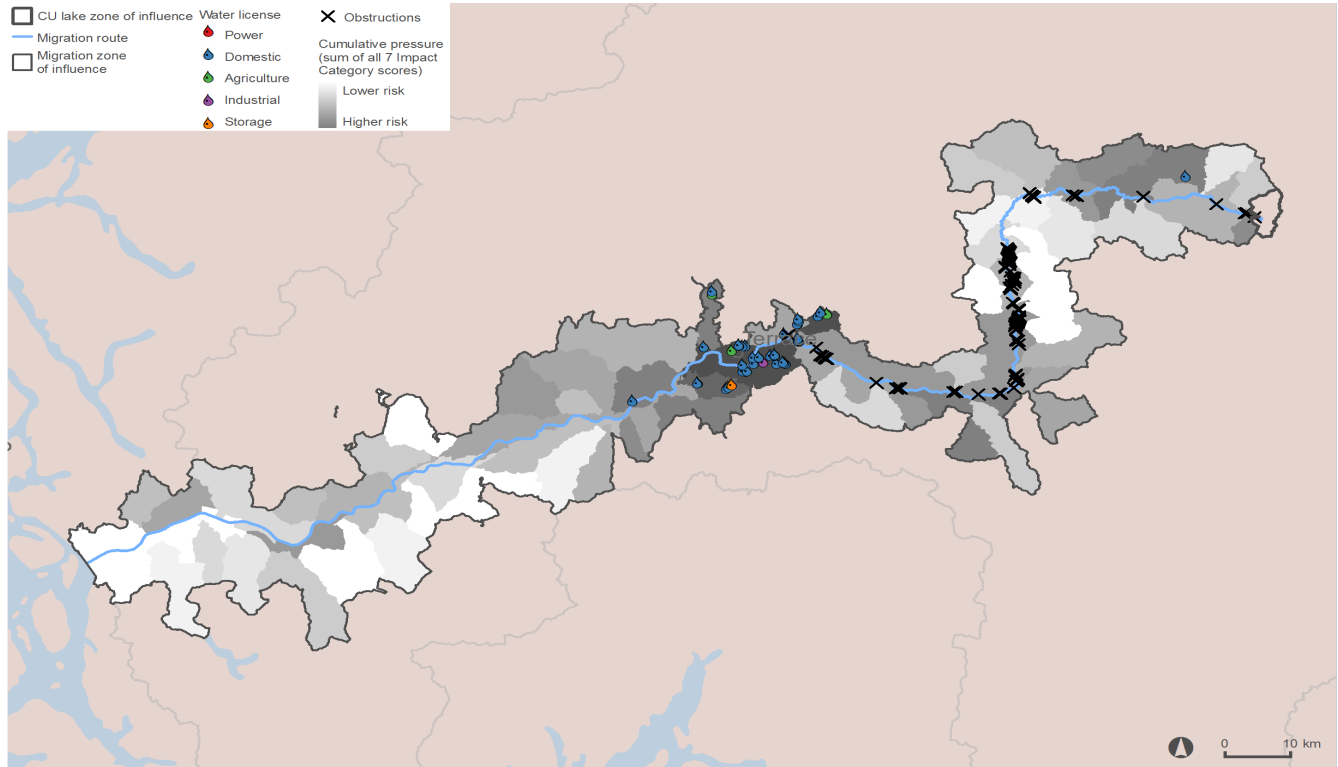 CU lake zone of influence
Migration route
Migration zone
of influence
Water license
Power
Domestic
Agriculture
Industrial
Storage
Obstructions
Cumulative pressure
(sum of all 7 Impact
Category scores)
Lower risk
Higher risk
Terrace
0 10 km